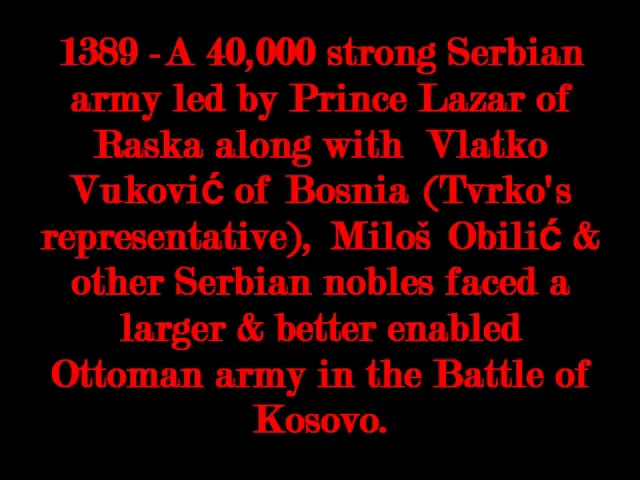 1389 - A 40,000 strong Serbian
army led by Prince Lazar of
Raska along with Vlatko
Vuković of Bosnia (Tvrko's
representative), Miloš Obilić &
other Serbian nobles faced a
larger & better enabled
Ottoman army in the Battle of
Kosovo.